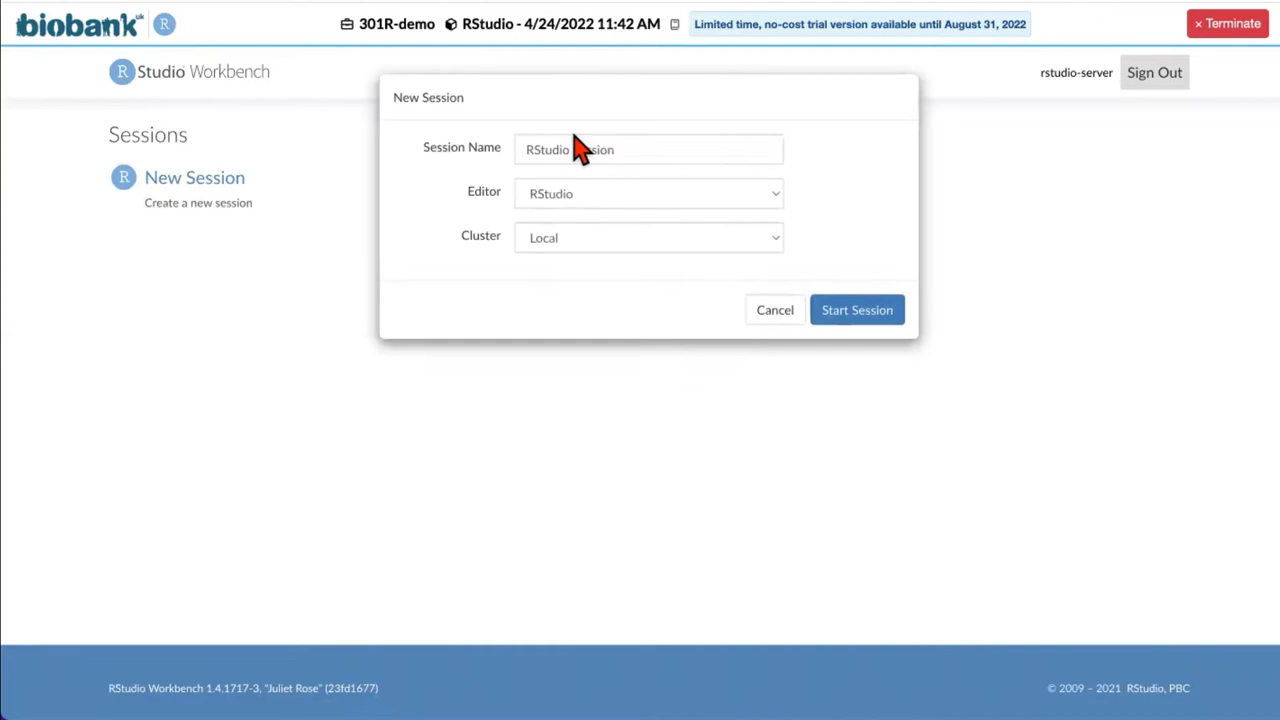 biobank uk R 301R-demo RStudio - 4/24/2022 11:42 AM Limited time, no-cost trial version available until August 31, 2022 × Terminate
R Studio Workbench rstudio-server Sign Out
New Session
Sessions
Session Name RStudio
R New Session
Create a new session
Editor RStudio
Cluster Local
Cancel Start Session
RStudio Workbench 1.4.1717-3, "Juliet Rose" (23fd1677) © 2009 – 2021 RStudio, PBC